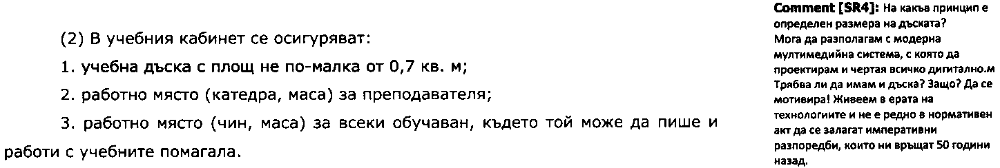 (2) В учебния кабинет се осигуряват:
1. учебна дъска с площ не по-малка от 0,7 кв. м;
2. работно място (катедра, маса) за преподавателя;
3. работно място (чин, маса) за всеки обучаван, където той може да пише и
работи с учебните помагала.
Comment [SR4]: На какъв принцип е
определен размера на дъската?
Мога да разполагам с модерна
мултимедийна система, с която да
проектирам и чертая всичко дигитално.м
Трябва ли да имам и дъска? Защо? Да се
мотивира! Живеем в ерата на
технологиите и не е редно в нормативен
акт да се залагат императивни
разпоредби, които ни връщат 50 години
назад.